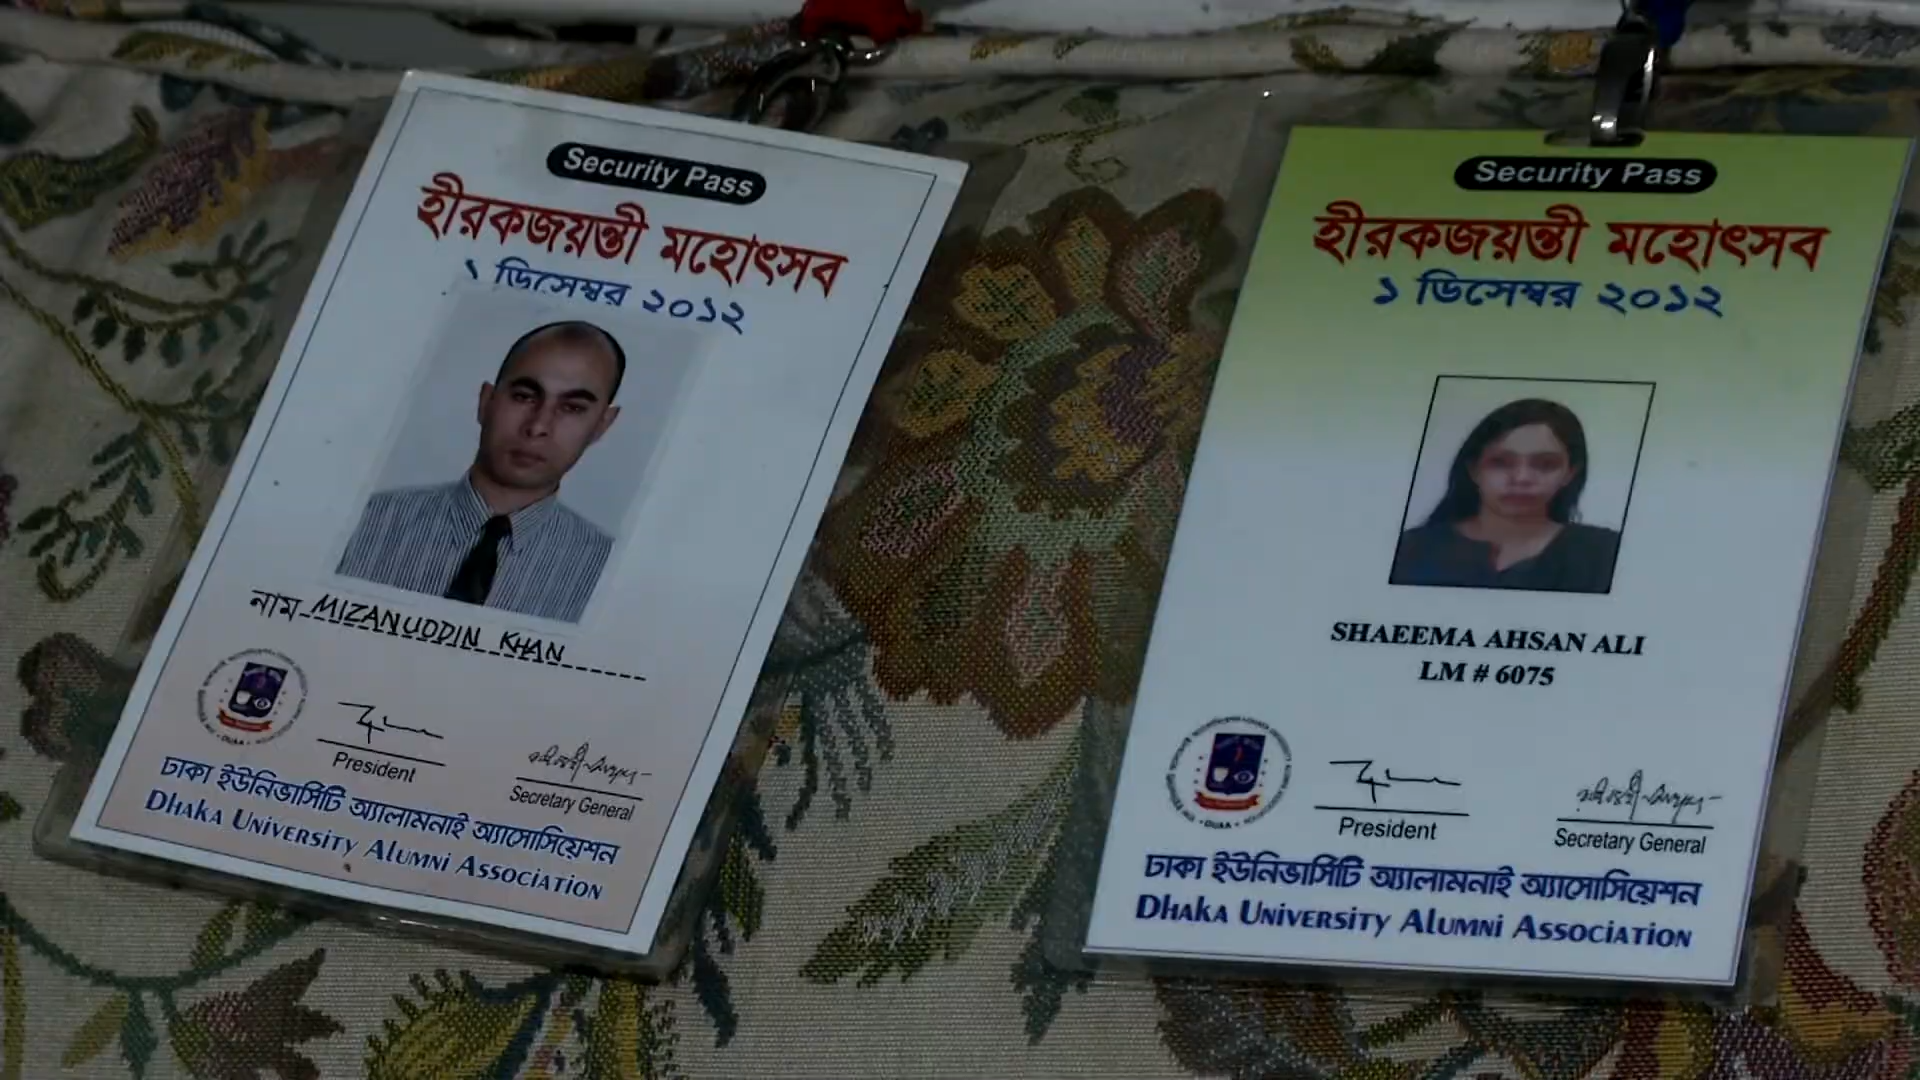 Security Pass
হীরকজয়ন্তী মহোৎসব
১ ডিসেম্বর ২০১২
নাম MIZANUDDIN KHAN
President
Secretary General
ঢাকা ইউনিভার্সিটি অ্যালামনাই অ্যাসোসিয়েশন
DHAKA UNIVERSITY ALUMNI ASSOCIATION
Security Pass
হীরকজয়ন্তী মহোৎসব
১ ডিসেম্বর ২০১২
SHAEEMA AHSAN ALI
LM # 6075
President
Secretary General
ঢাকা ইউনিভার্সিটি অ্যালামনাই অ্যাসোসিয়েশন
DHAKA UNIVERSITY ALUMNI ASSOCIATION